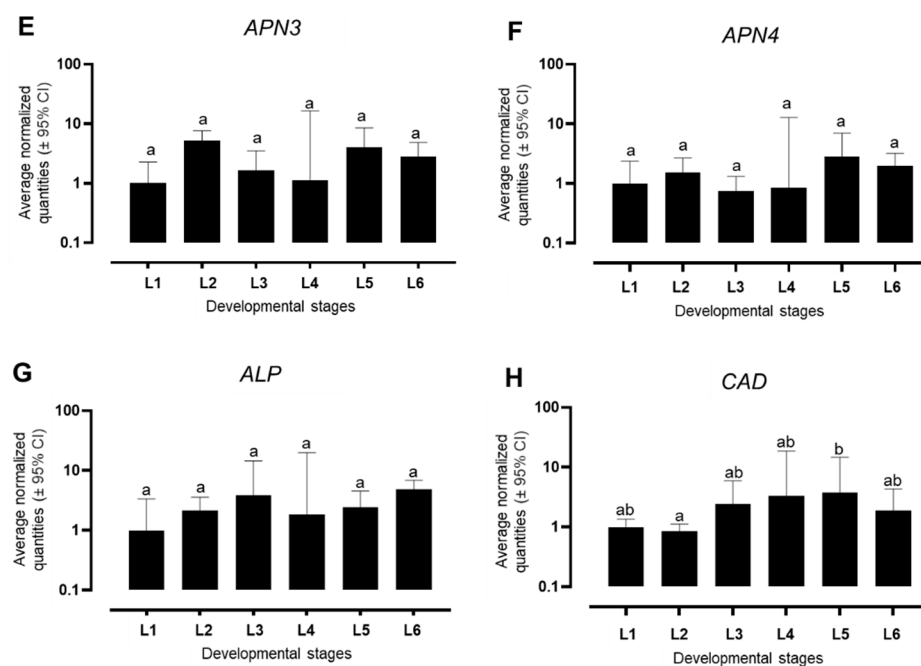 E
APN3
Average normalized
quantities (± 95% CI)
100
10
1
0.1
a a a a a a
L1 L2 L3 L4 L5 L6
Developmental stages
F
APN4
Average normalized
quantities (± 95% CI)
100
10
1
0.1
a a a a a a
L1 L2 L3 L4 L5 L6
Developmental stages
G
ALP
Average normalized
quantities (± 95% CI)
100
10
1
0.1
a a a a a a
L1 L2 L3 L4 L5 L6
Developmental stages
H
CAD
Average normalized
quantities (± 95% CI)
100
10
1
0.1
ab a ab ab b ab
L1 L2 L3 L4 L5 L6
Developmental stages